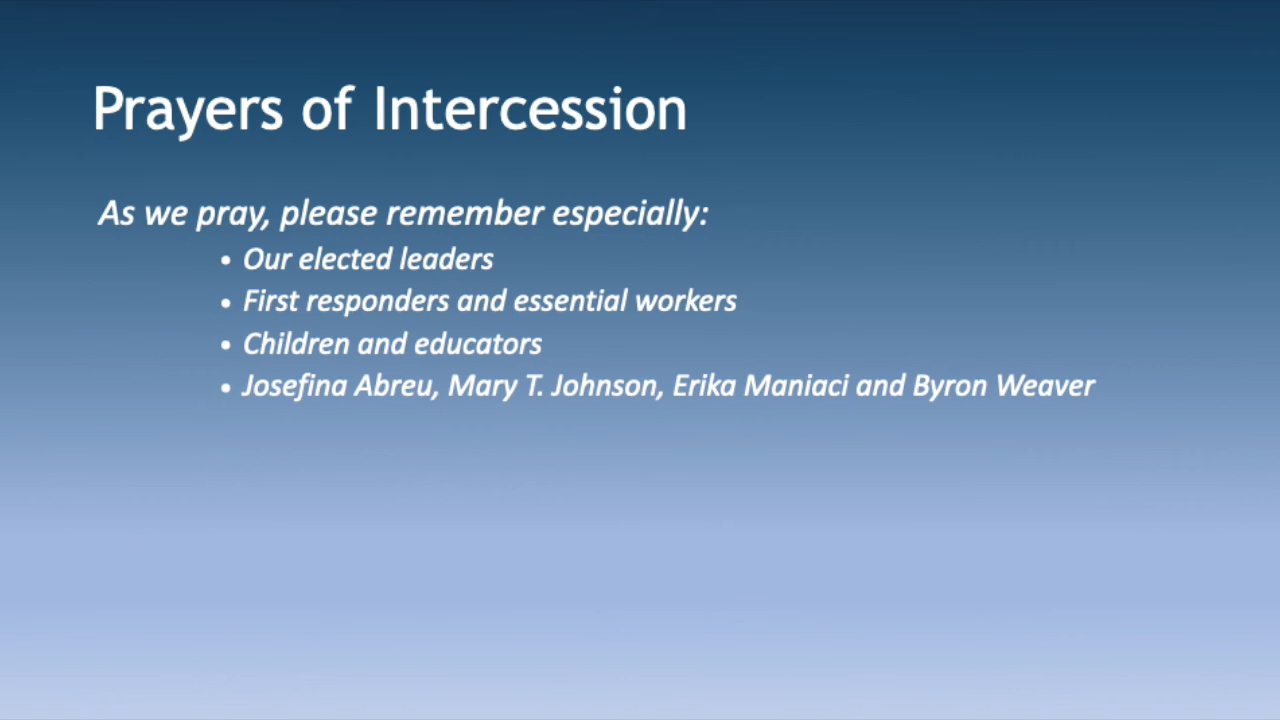 Prayers of Intercession
As we pray, please remember especially:
• Our elected leaders
• First responders and essential workers
• Children and educators
• Josefina Abreu, Mary T. Johnson, Erika Maniaci and Byron Weaver